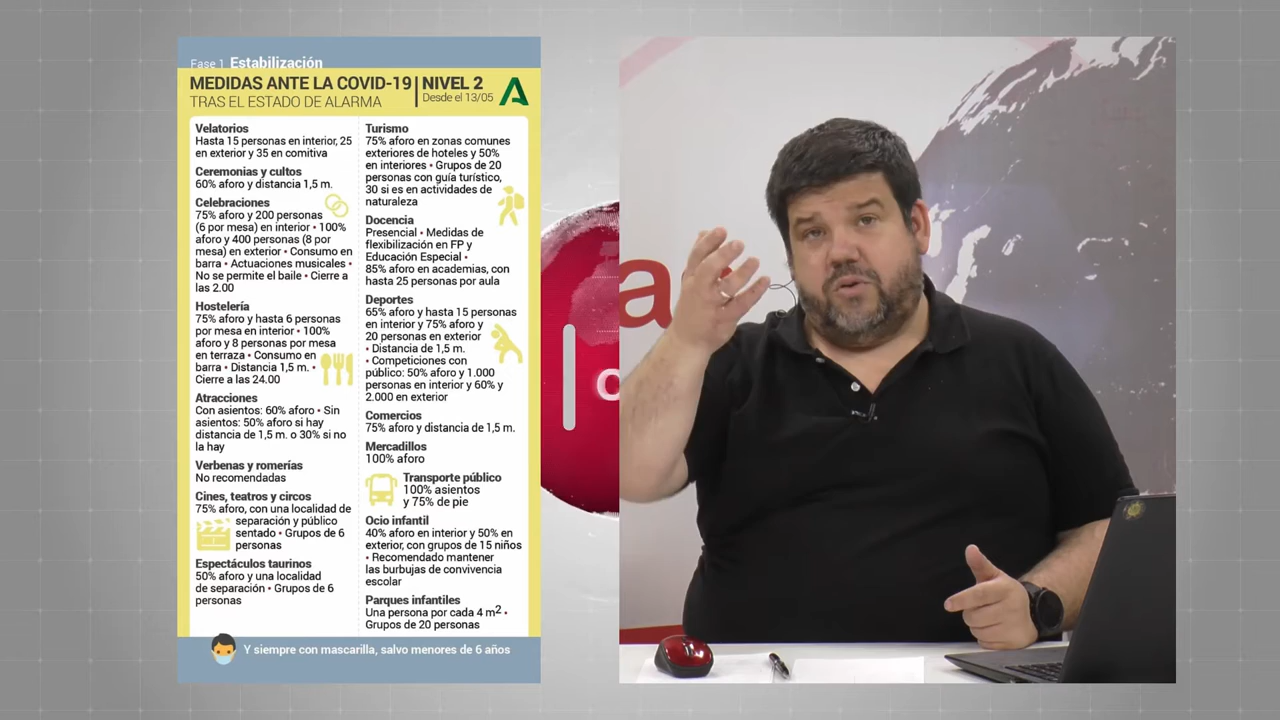 Fase 1 Estabilización
MEDIDAS ANTE LA COVID-19 | NIVEL 2
TRAS EL ESTADO DE ALARMA
Desde el 13/05
Velatorios
Hasta 15 personas en interior, 25
en exterior y 35 en comitiva
Ceremonias y cultos
60% aforo y distancia 1,5 m.
Celebraciones
75% aforo y 200 personas
(6 por mesa) en interior • 100%
aforo y 400 personas (8 por
mesa) en exterior • Consumo en
barra • Actuaciones musicales •
No se permite el baile • Cierre a
las 2.00
Hostelería
75% aforo y hasta 6 personas
por mesa en interior • 100%
aforo y 8 personas por mesa
en terraza • Consumo en
barra • Distancia 1,5 m. •
Cierre a las 24.00
Atracciones
Con asientos: 60% aforo • Sin
asientos: 50% aforo si hay
distancia de 1,5 m. o 30% si no
la hay
Verbenas y romerías
No recomendadas
Cines, teatros y circos
75% aforo, con una localidad de
separación y público
sentado • Grupos de 6
personas
Espectáculos taurinos
50% aforo y una localidad
de separación • Grupos de 6
personas
Turismo
75% aforo en zonas comunes
exteriores de hoteles y 50%
en interiores • Grupos de 20
personas con guía turístico,
30 si es en actividades de
naturaleza
Docencia
Presencial • Medidas de
flexibilización en FP y
Educación Especial •
85% aforo en academias, con
hasta 25 personas por aula
Deportes
65% aforo y hasta 15 personas
en interior y 75% aforo y
20 personas en exterior
• Distancia de 1,5 m.
• Competiciones con
público: 50% aforo y 1.000
personas en interior y 60% y
2.000 en exterior
Comercios
75% aforo y distancia de 1,5 m.
Mercadillos
100% aforo
Transporte público
100% asientos
y 75% de pie
Ocio infantil
40% aforo en interior y 50% en
exterior, con grupos de 15 niños
• Recomendado mantener
las burbujas de convivencia
escolar
Parques infantiles
Una persona por cada 4 m² •
Grupos de 20 personas
Y siempre con mascarilla, salvo menores de 6 años
a